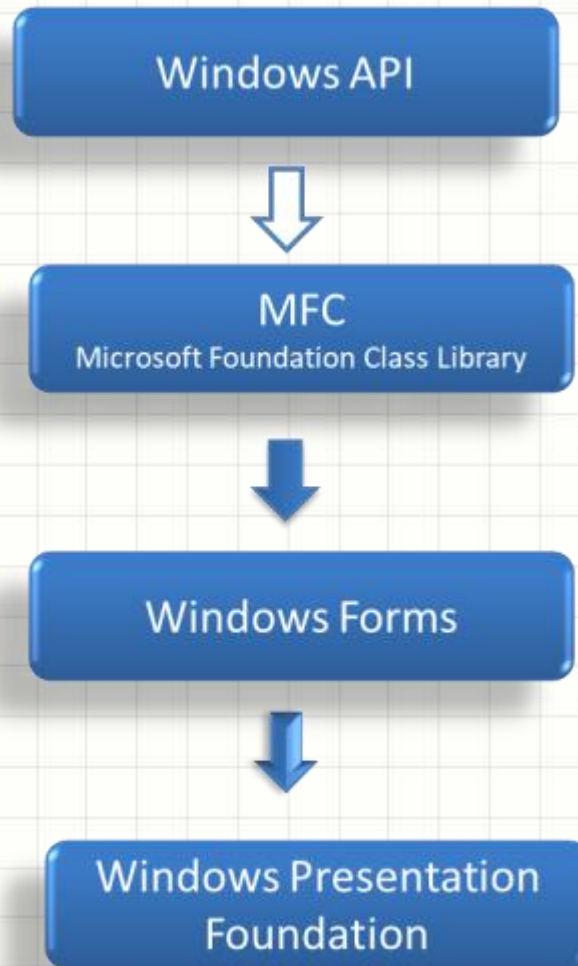 Windows API
MFC
Microsoft Foundation Class Library
Windows Forms
Windows Presentation
Foundation